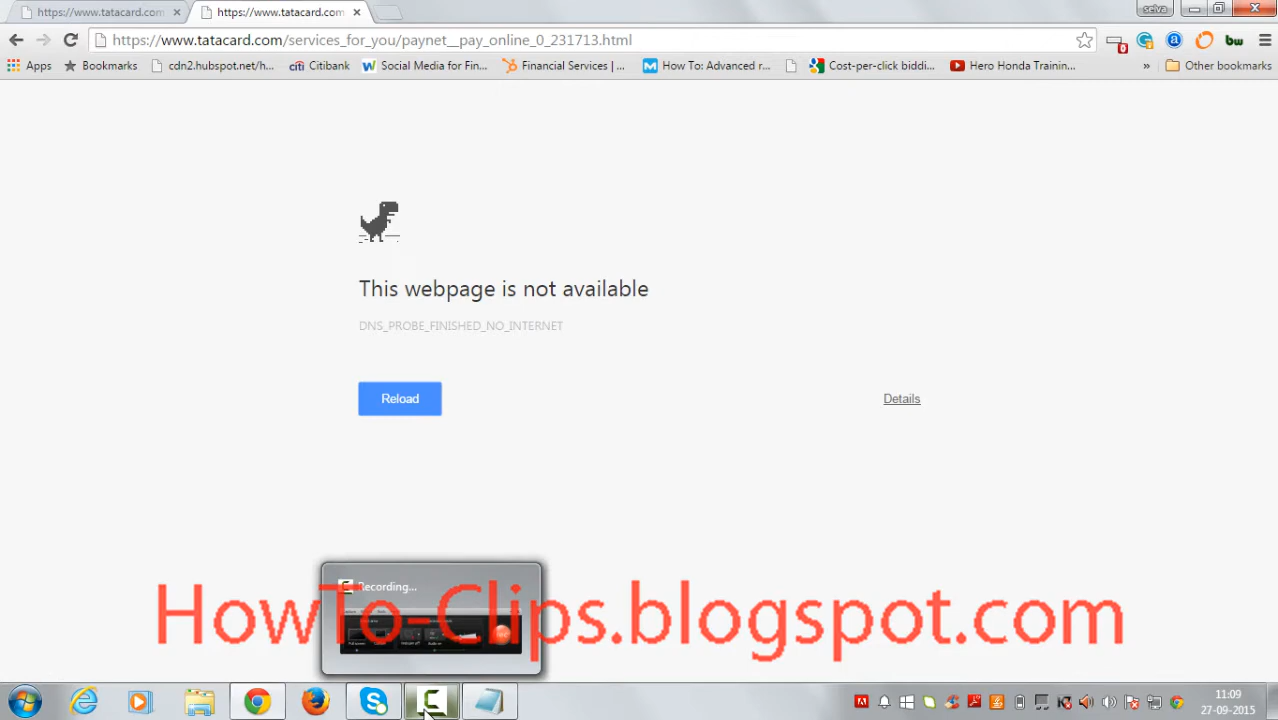 https://www.tatacard.com
https://www.tatacard.com
selva
https://www.tatacard.com/services_for_you/paynet__pay_online_0_231713.html
0
Apps
Bookmarks
cdn2.hubspot.net/h...
citi Citibank
Social Media for Fin...
Financial Services | ...
How To: Advanced r...
Cost-per-click biddi...
Hero Honda Trainin...
»
Other bookmarks
This webpage is not available
DNS_PROBE_FINISHED_NO_INTERNET
Reload
Details
Recording...
HowTo-Clips.blogspot.com
11:09
27-09-2015